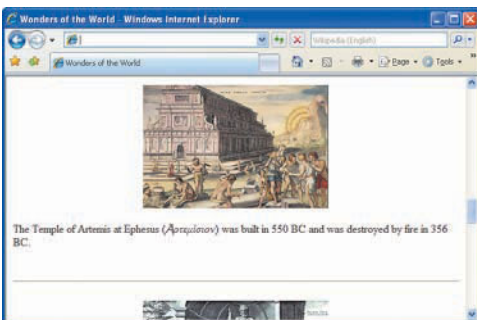 Wonders of the World - Windows Internet Explorer
Wikipedia (English)
Wonders of the World
Page
Tools
The Temple of Artemis at Ephesus (Ἀρτεμίσιον) was built in 550 BC and was destroyed by fire in 356
BC.